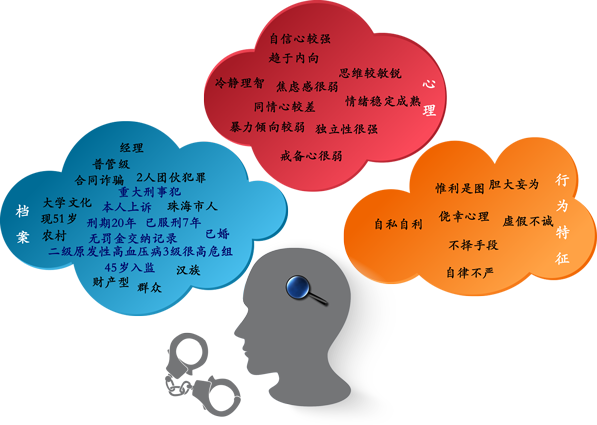 自信心较强
趋于内向
思维较敏锐
冷静理智 焦虑感很弱
同情心较差 情绪稳定成熟
暴力倾向较弱 独立性很强
戒备心很弱
心理
经理
普管级
合同诈骗 2人团伙犯罪
重大刑事犯
大学文化 本人上诉 珠海市人
现51岁 刑期20年 已服刑7年
农村 无罚金交纳记录 已婚
二级原发性高血压病3级很高危组
45岁入监 汉族
财产型 群众
档案
惟利是图 胆大妄为
自私自利 侥幸心理 虚假不诚
不择手段
自律不严
行为特征